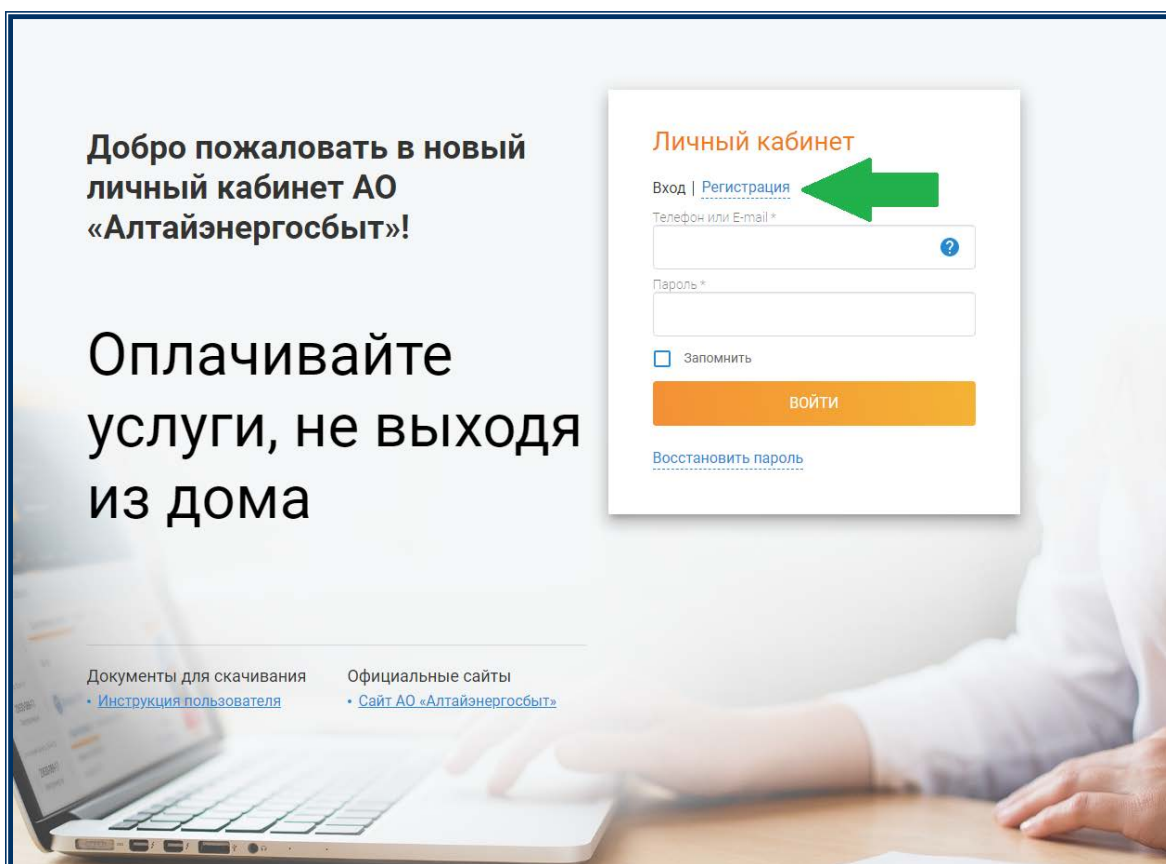 Добро пожаловать в новый
личный кабинет АО
«Алтайэнергосбыт»!
Оплачивайте
услуги, не выходя
из дома
Документы для скачивания
• Инструкция пользователя
Официальные сайты
• Сайт АО «Алтайэнергосбыт»
Личный кабинет
Вход | Регистрация
Телефон или E-mail *
?
Пароль *
Запомнить
ВОЙТИ
Восстановить пароль